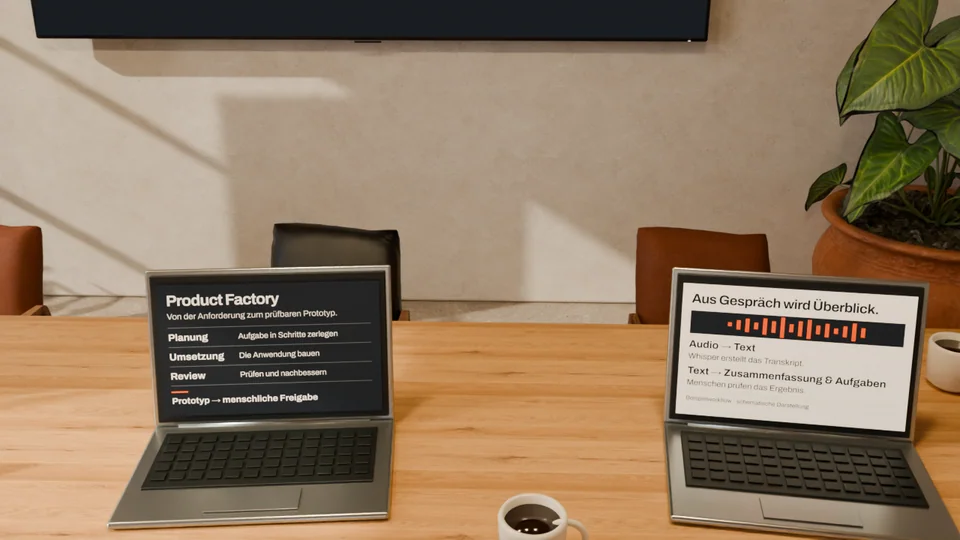 Product Factory
Von der Anforderung zum prüfbaren Prototyp.
Planung Aufgabe in Schritte zerlegen
Umsetzung Die Anwendung bauen
Review Prüfen und nachbessern
Prototyp → menschliche Freigabe
Aus Gespräch wird Überblick.
Audio → Text
Whisper erstellt das Transkript.
Text → Zusammenfassung & Aufgaben
Menschen prüfen das Ergebnis.
Beispielworkflow · schematische Darstellung